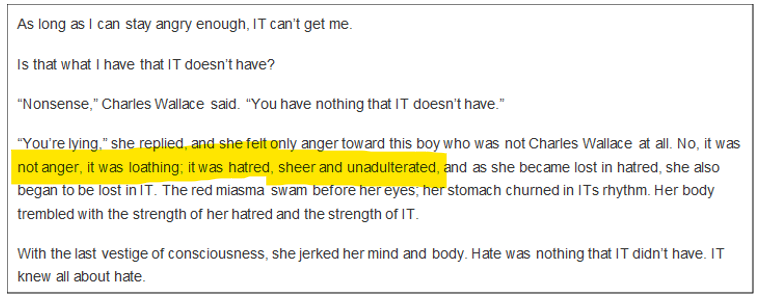 As long as I can stay angry enough, IT can't get me.
Is that what I have that IT doesn't have?
“Nonsense,” Charles Wallace said. “You have nothing that IT doesn't have.”
“You're lying,” she replied, and she felt only anger toward this boy who was not Charles Wallace at all. No, it was
not anger, it was loathing; it was hatred, sheer and unadulterated, and as she became lost in hatred, she also
began to be lost in IT. The red miasma swam before her eyes; her stomach churned in ITs rhythm. Her body
trembled with the strength of her hatred and the strength of IT.
With the last vestige of consciousness, she jerked her mind and body. Hate was nothing that IT didn't have. IT
knew all about hate.